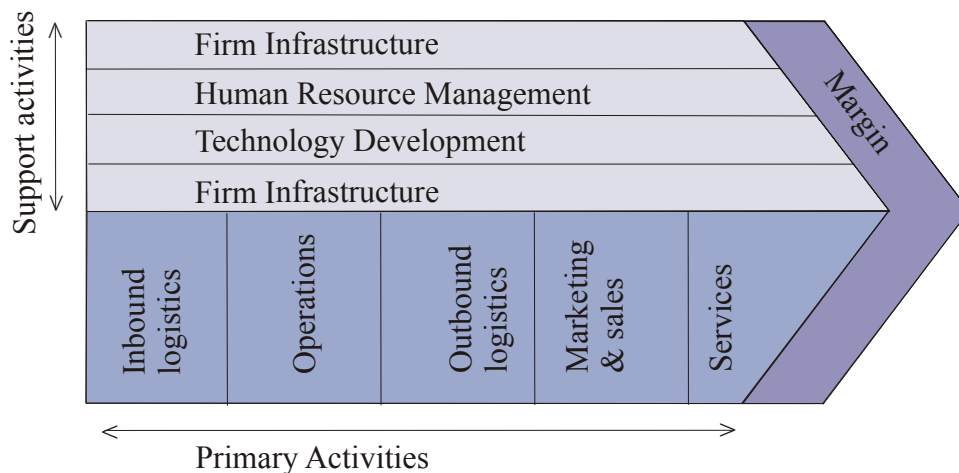 Support activities
Firm Infrastructure
Human Resource Management
Technology Development
Firm Infrastructure
Margin
Inbound
logistics
Operations
Outbound
logistics
Marketing
& sales
Services
Primary Activities